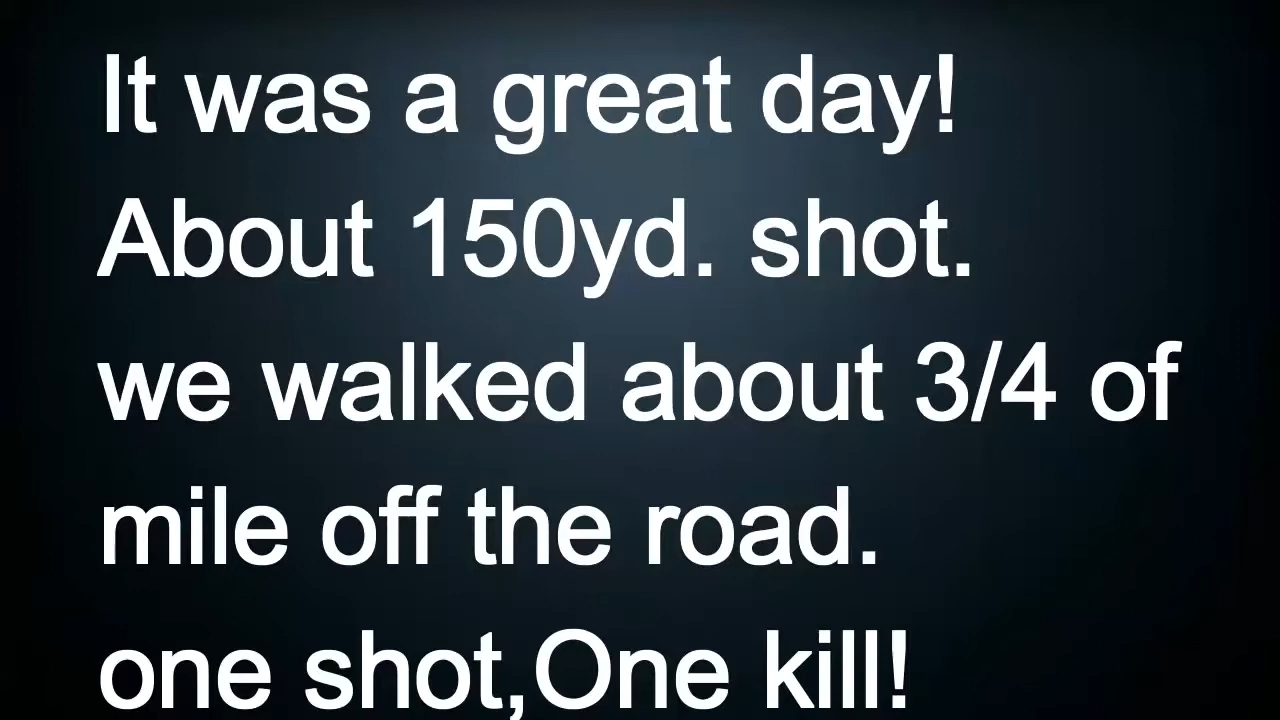 It was a great day!
About 150yd. shot.
we walked about 3/4 of
mile off the road.
one shot,One kill!